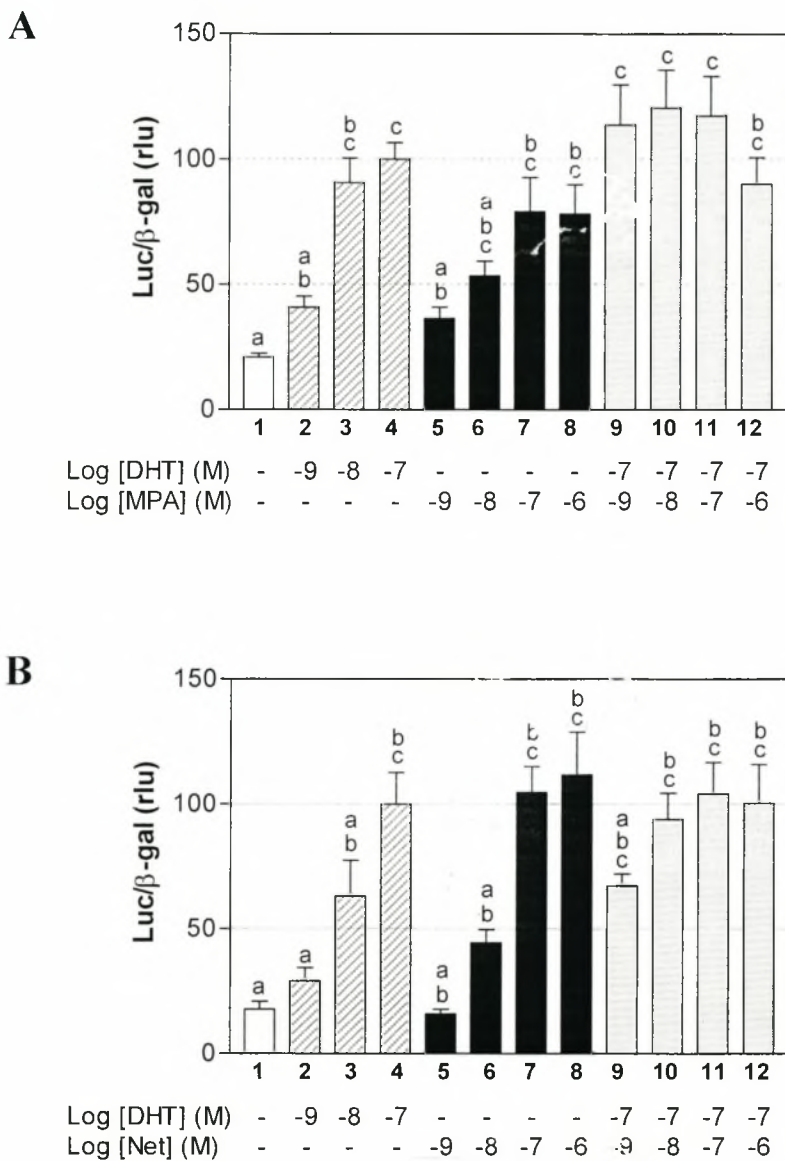 A
150
c
c
c
b
c
c
b
c
b
c
b
c
100
a
b
c
Luc/β-gal (rlu)
a
b
a
b
50
a
0
1 2 3 4 5 6 7 8 9 10 11 12
Log [DHT] (M) - -9 -8 -7 - - - - -7 -7 -7 -7
Log [MPA] (M) - - - - -9 -8 -7 -6 -9 -8 -7 -6
B
150
b
c
b
c
b
c
b
c
b
c
b
c
100
a
b
a
b
c
Luc/β-gal (rlu)
a
b
50
a
a
a
b
0
1 2 3 4 5 6 7 8 9 10 11 12
Log [DHT] (M) - -9 -8 -7 - - - - -7 -7 -7 -7
Log [Net] (M) - - - - -9 -8 -7 -6 -9 -8 -7 -6